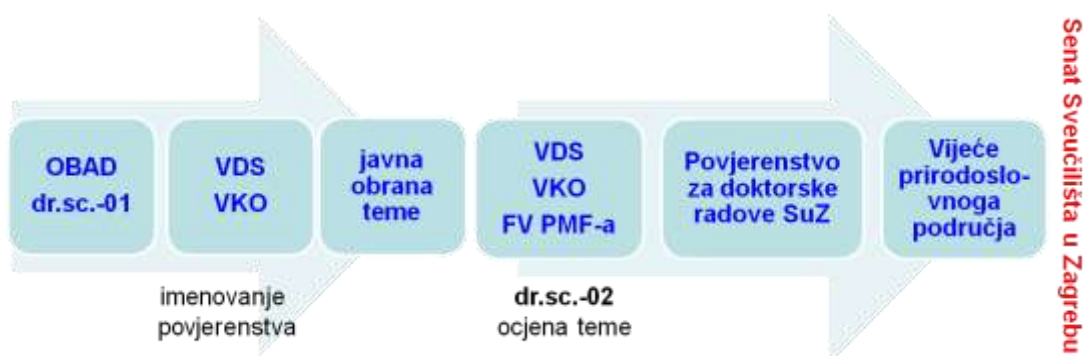 OBAD
dr.sc.-01
VDS
VKO
javna
obrana
teme
VDS
VKO
FV PMF-a
Povjerenstvo
za doktorske
radove SuZ
Vijeće
prirodoslo-
vnoga
područja
imenovanje
povjerenstva
dr.sc.-02
ocjena teme
Senat Sveučilišta u Zagrebu